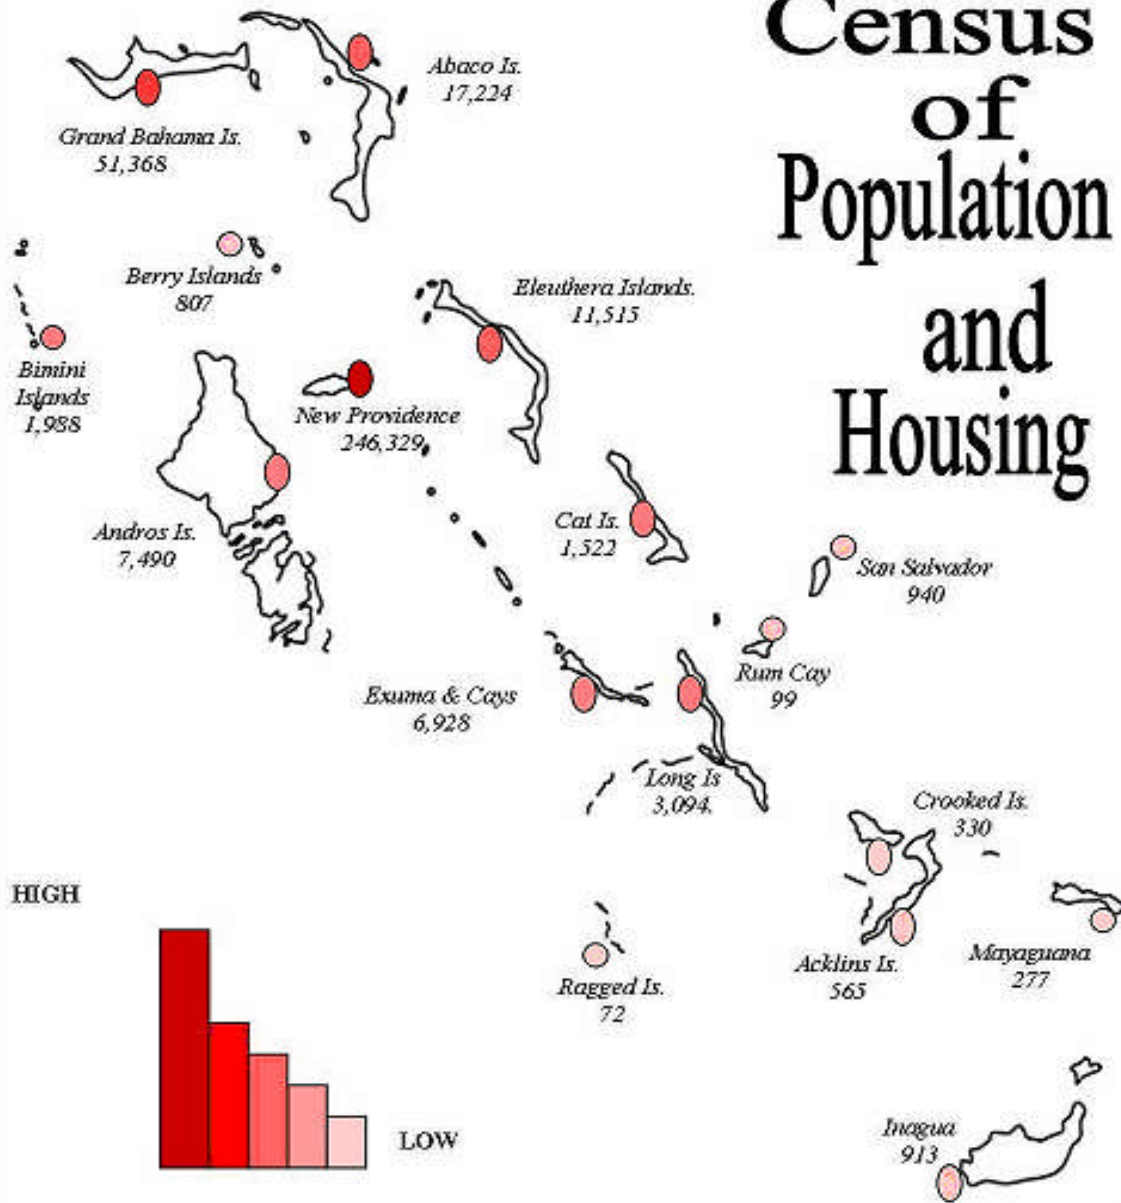 Census
of
Population
and
Housing
Abaco Is.
17,224
Grand Bahama Is.
51,368
Berry Islands
807
Eleuthera Islands.
11,515
Bimini
Islands
1,988
New Providence
246,329
Andros Is.
7,490
Cat Is.
1,522
San Salvador
940
Rum Cay
99
Exuma & Cays
6,928
Long Is
3,094.
Crooked Is.
330
HIGH
Acklins Is.
565
Mayaguana
277
Ragged Is.
72
LOW
Inagua
913